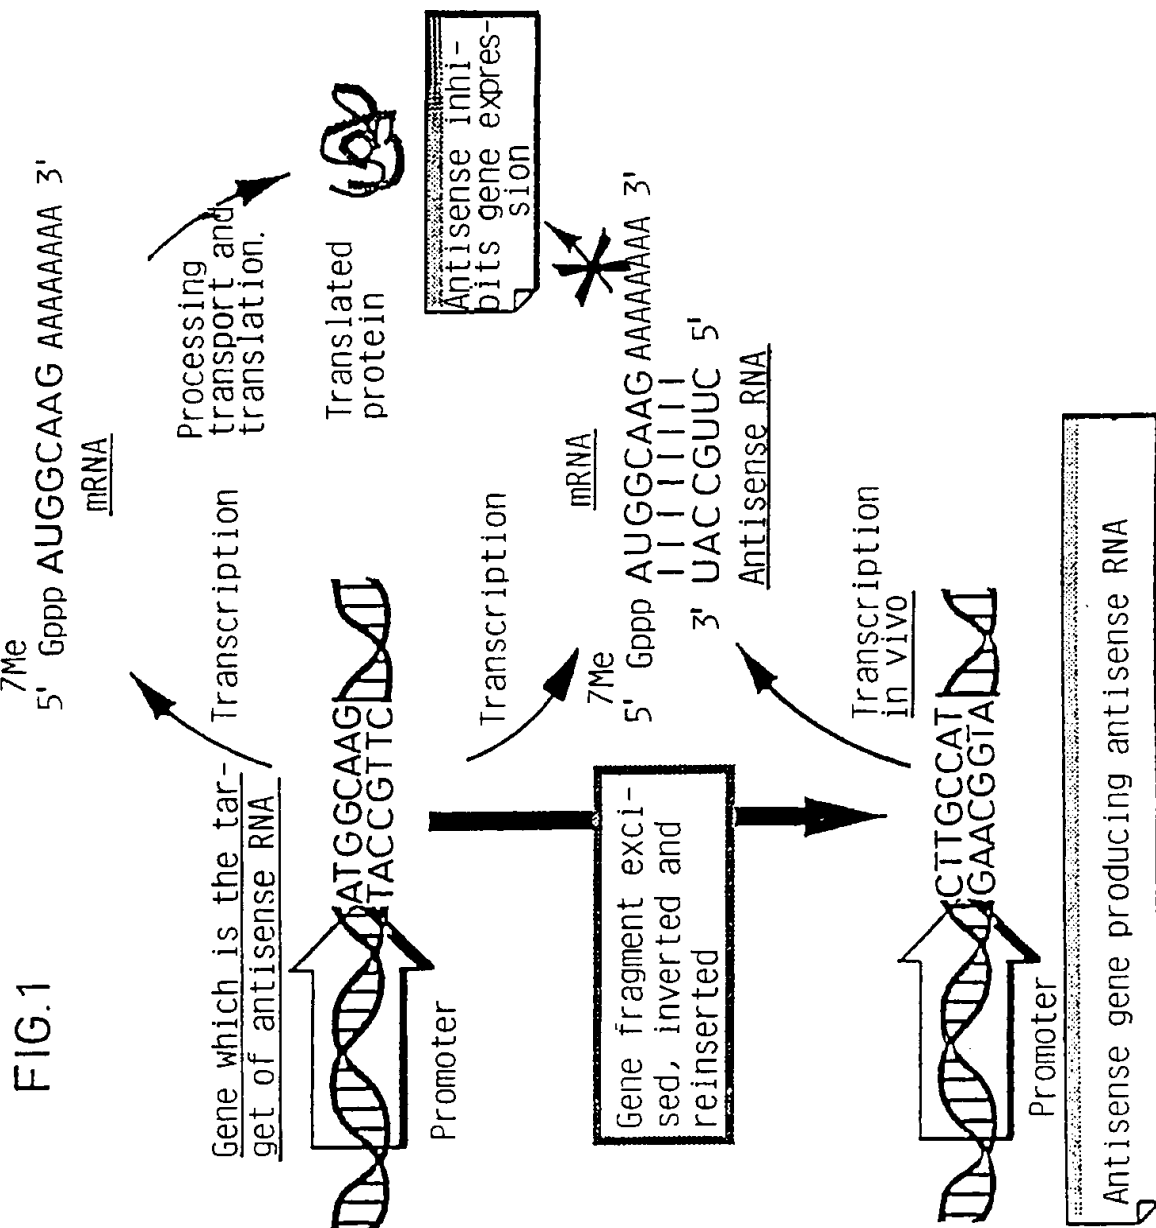 FIG.1
7Me
5' Gppp AUGGCAAG AAAAAAAA 3'
mRNA
Gene which is the tar-
get of antisense RNA
Transcription
Processing
transport and
translation.
ATGGCAAG
TACCGTTC
Promoter
Translated
protein
Transcription
Antisense inhi-
bits gene expres-
sion
Gene fragment exci-
sed, inverted and
reinserted
mRNA
7Me
5' Gppp AUGGCAAG AAAAAAAA 3'
3' UACCGUUC 5'
Antisense RNA
Transcription
in vivo
CTTGCCAT
GAACGGTA
Promoter
Antisense gene producing antisense RNA